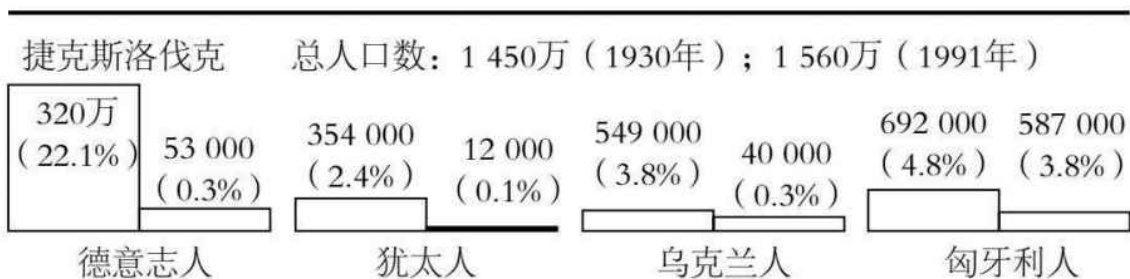 捷克斯洛伐克 总人口数：1 450万（1930年）；1 560万（1991年）
320万
（22.1%）
53 000
（0.3%）
德意志人
354 000
（2.4%）
12 000
（0.1%）
犹太人
549 000
（3.8%）
40 000
（0.3%）
乌克兰人
692 000
（4.8%）
587 000
（3.8%）
匈牙利人